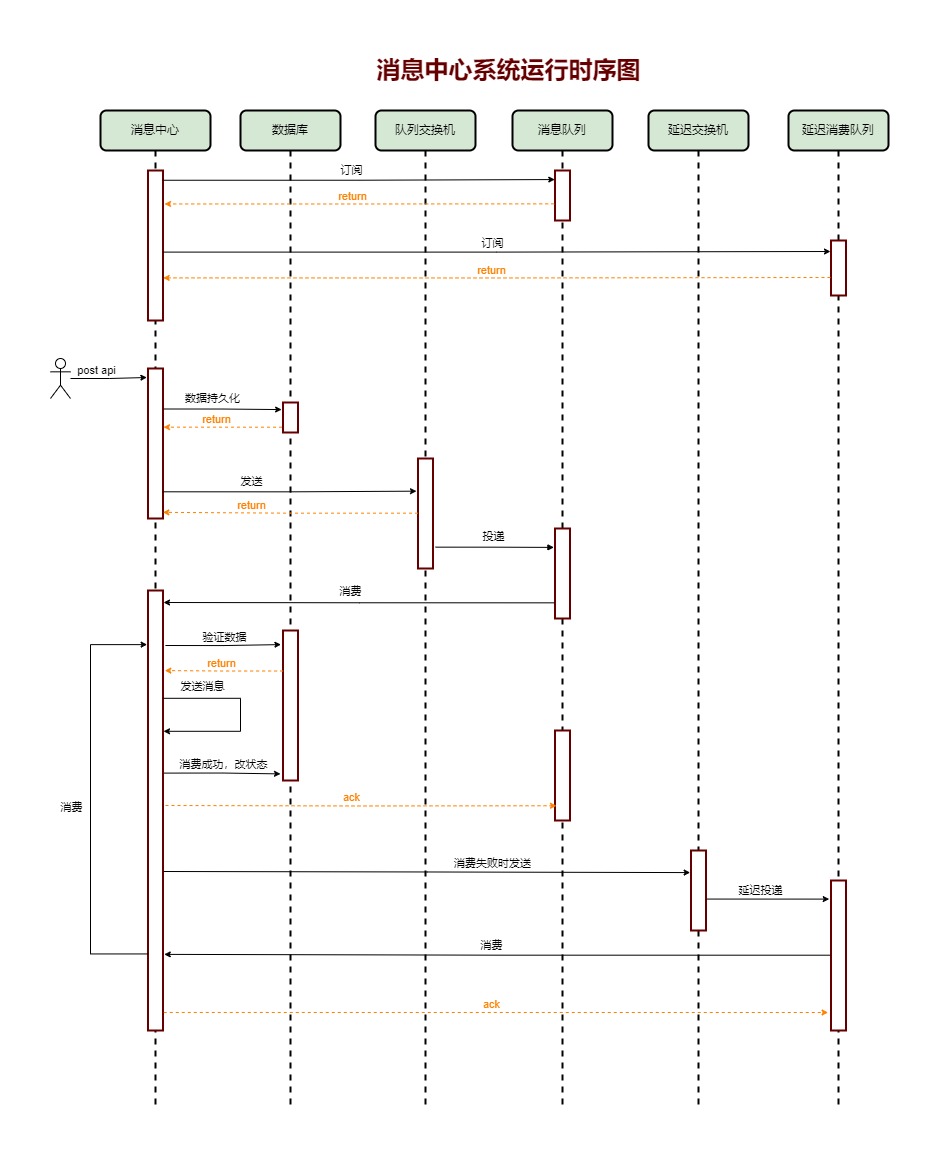 消息中心系统运行时序图
消息中心
数据库
队列交换机
消息队列
延迟交换机
延迟消费队列
订阅
return
订阅
return
post api
数据持久化
return
发送
return
投递
消费
验证数据
return
发送消息
消费成功，改状态
ack
消费
消费失败时发送
延迟投递
消费
ack